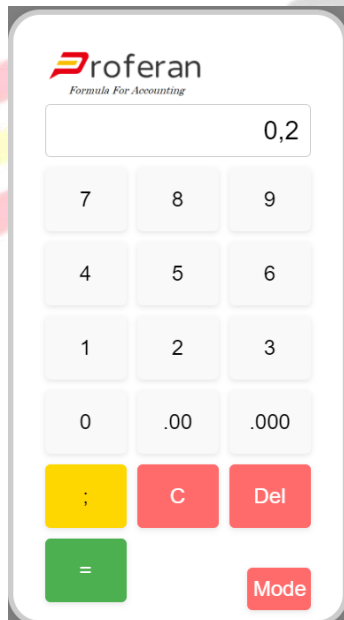 Proferan
Formula For Accounting
0,2
7 8 9
4 5 6
1 2 3
0 .00 .000
; C Del
=
Mode